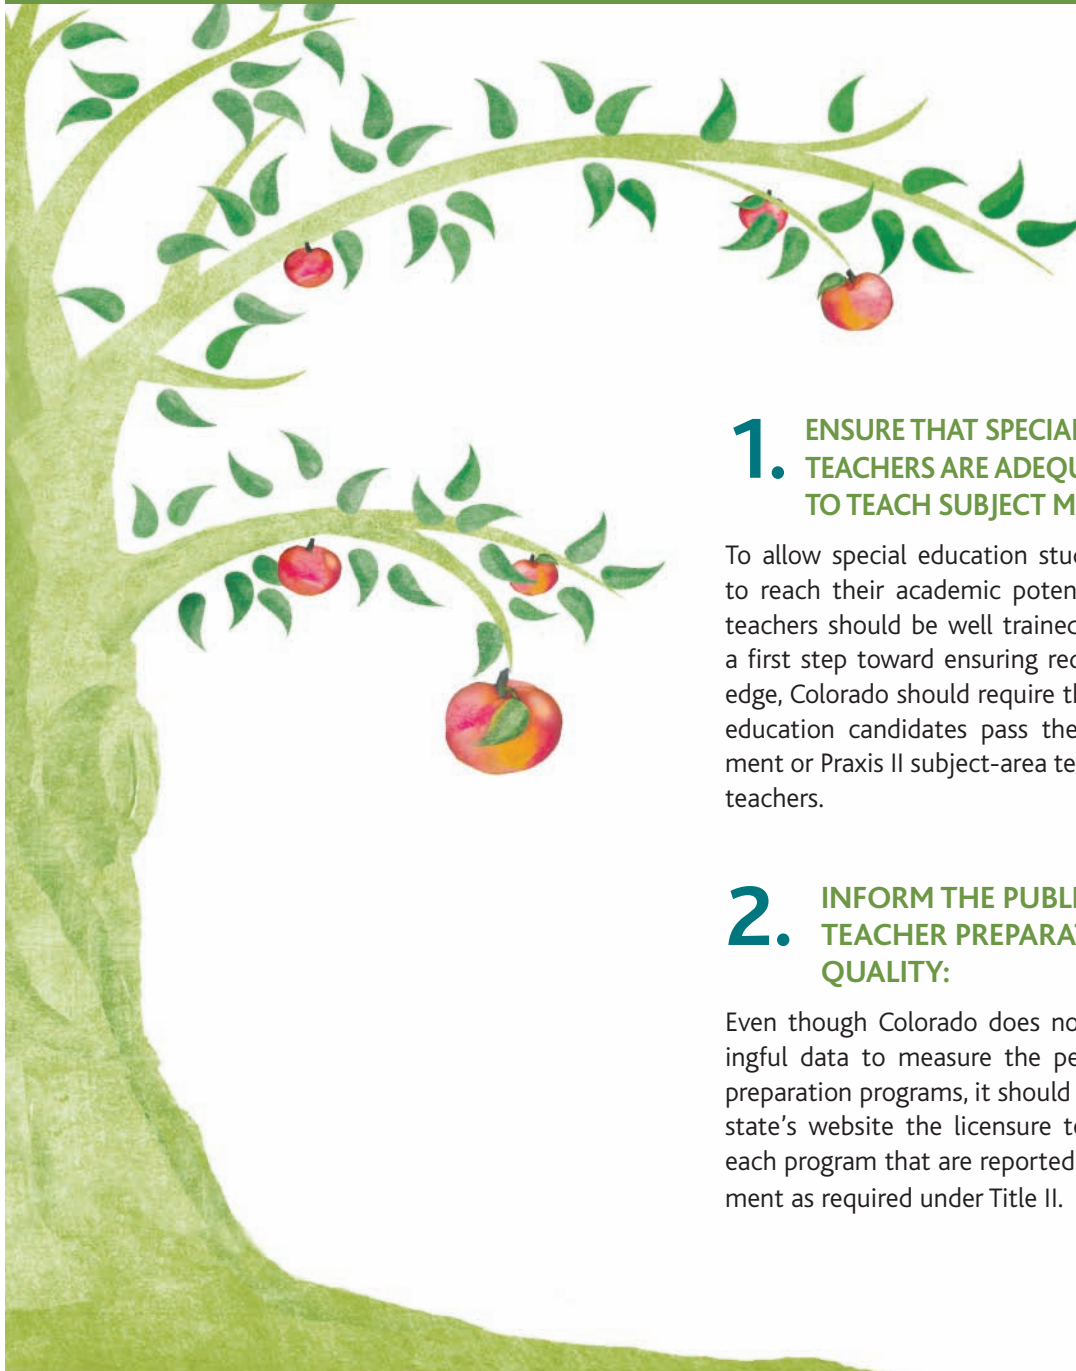 1. ENSURE THAT SPECIAL
TEACHERS ARE ADEQU
TO TEACH SUBJECT M
To allow special education stu
to reach their academic poten
teachers should be well trained
a first step toward ensuring re
edge, Colorado should require th
education candidates pass the
ment or Praxis II subject-area te
teachers.
2. INFORM THE PUBLI
TEACHER PREPARAT
QUALITY:
Even though Colorado does no
ingful data to measure the pe
preparation programs, it should
state's website the licensure te
each program that are reported
ment as required under Title II.